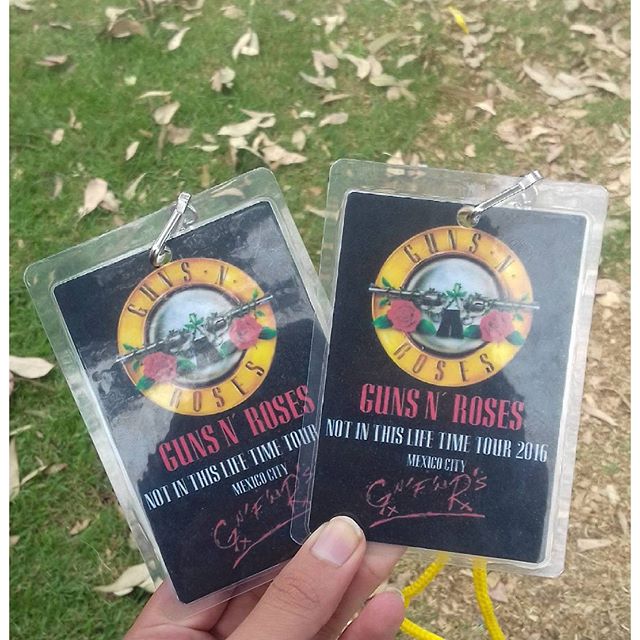 GUNS N'
ROSES
GUNS N' ROSES
NOT IN THIS LIFE TIME TOUR
MEXICO CITY
G N' F' N R
GUNS · N ·
ROSES
GUNS N' ROSES
NOT IN THIS LIFE TIME TOUR 2016
MEXICO CITY
G N' F' N R's